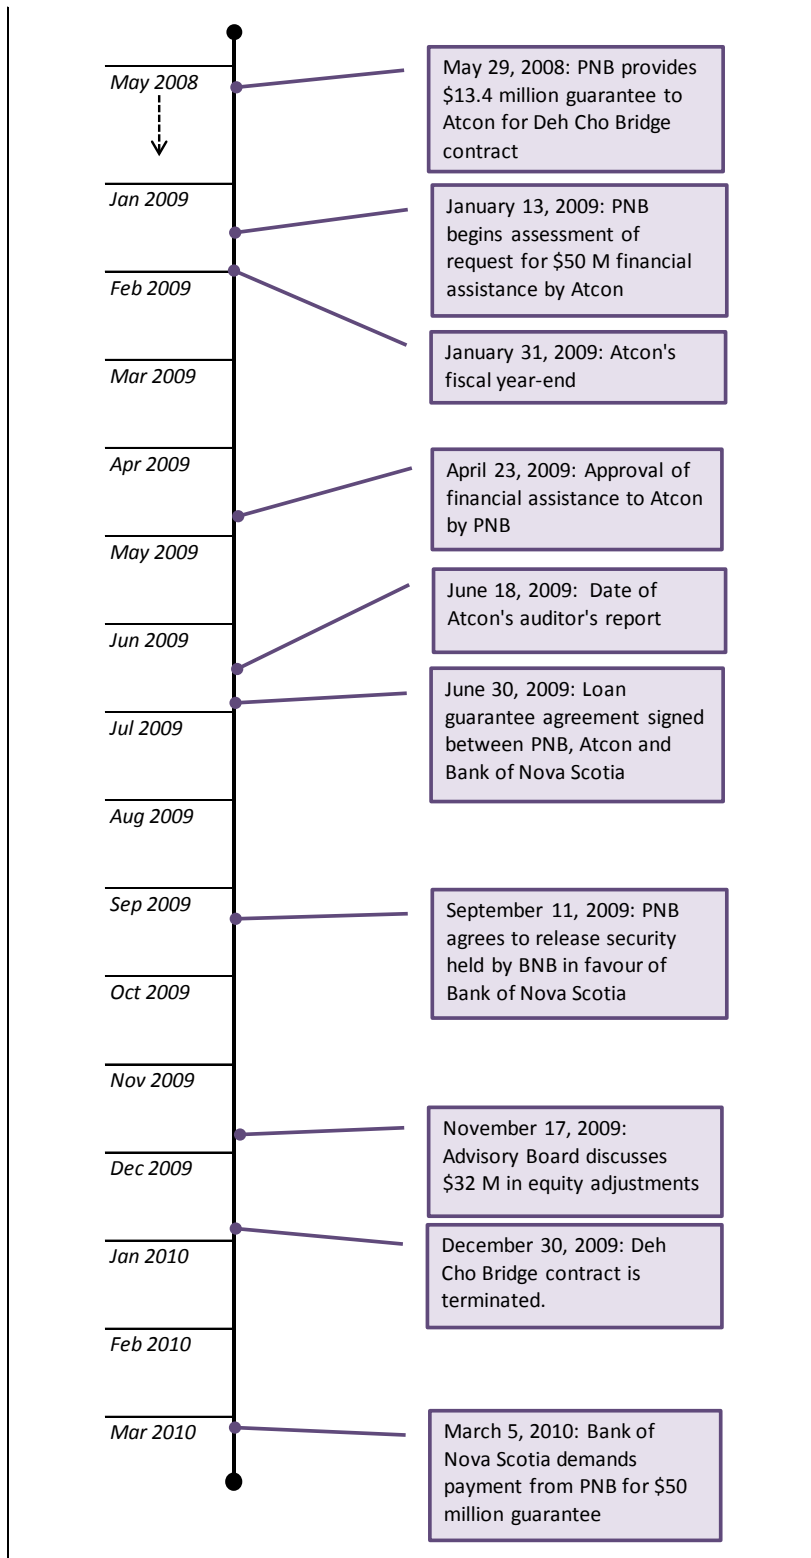 May 2008
May 29, 2008: PNB provides
$13.4 million guarantee to
Atcon for Deh Cho Bridge
contract
Jan 2009
January 13, 2009: PNB
begins assessment of
request for $50 M financial
assistance by Atcon
Feb 2009
January 31, 2009: Atcon's
fiscal year-end
Mar 2009
Apr 2009
April 23, 2009: Approval of
financial assistance to Atcon
by PNB
May 2009
June 18, 2009:  Date of
Atcon's auditor's report
Jun 2009
June 30, 2009: Loan
guarantee agreement signed
between PNB, Atcon and
Bank of Nova Scotia
Jul 2009
Aug 2009
Sep 2009
September 11, 2009: PNB
agrees to release security
held by BNB in favour of
Bank of Nova Scotia
Oct 2009
Nov 2009
November 17, 2009:
Advisory Board discusses
$32 M in equity adjustments
Dec 2009
December 30, 2009: Deh
Cho Bridge contract is
terminated.
Jan 2010
Feb 2010
Mar 2010
March 5, 2010: Bank of
Nova Scotia demands
payment from PNB for $50
million guarantee